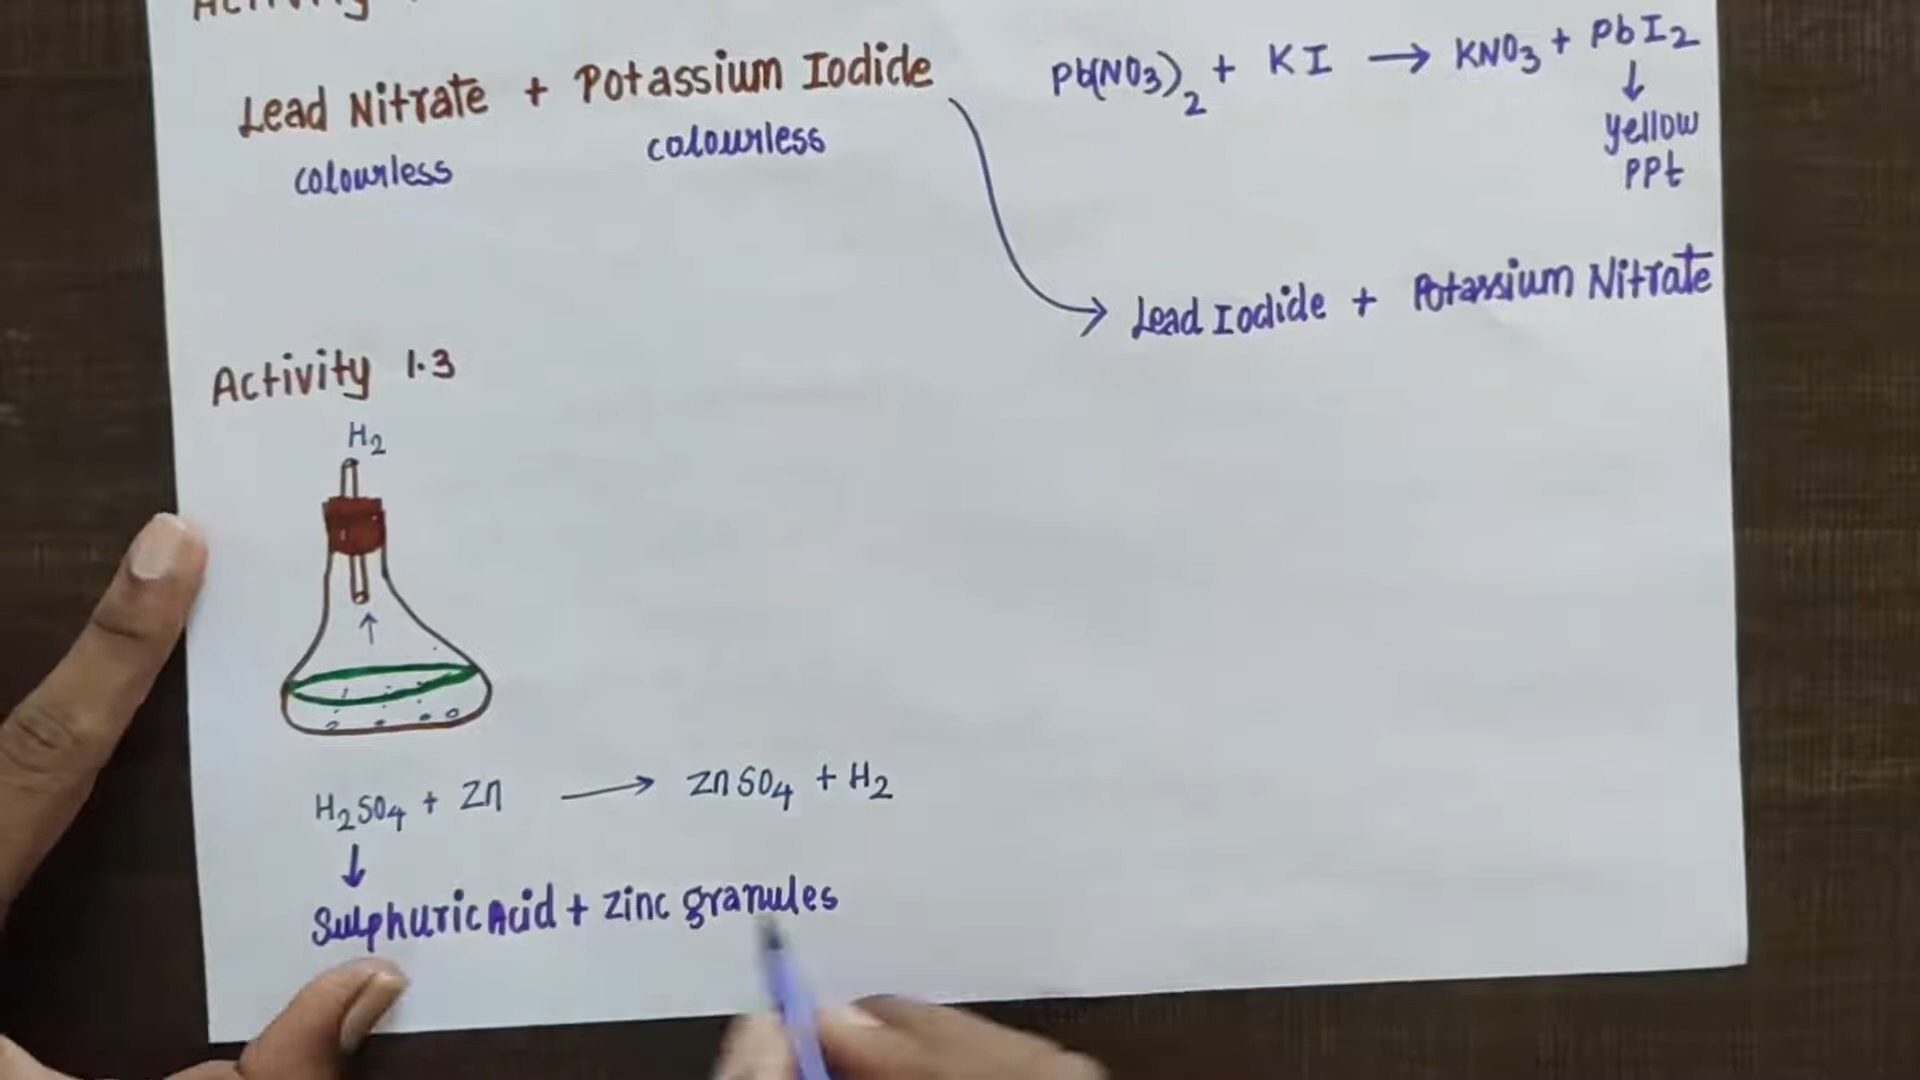 Activity
Lead Nitrate + Potassium Iodide
colourless colourless
Pb(NO3)2 + KI → KNO3 + PbI2
↓
yellow
PPt
Lead Iodide + Potassium Nitrate
Activity 1.3
H2
↑
H2SO4 + Zn → ZnSO4 + H2
↓
Sulphuric Acid + Zinc granules